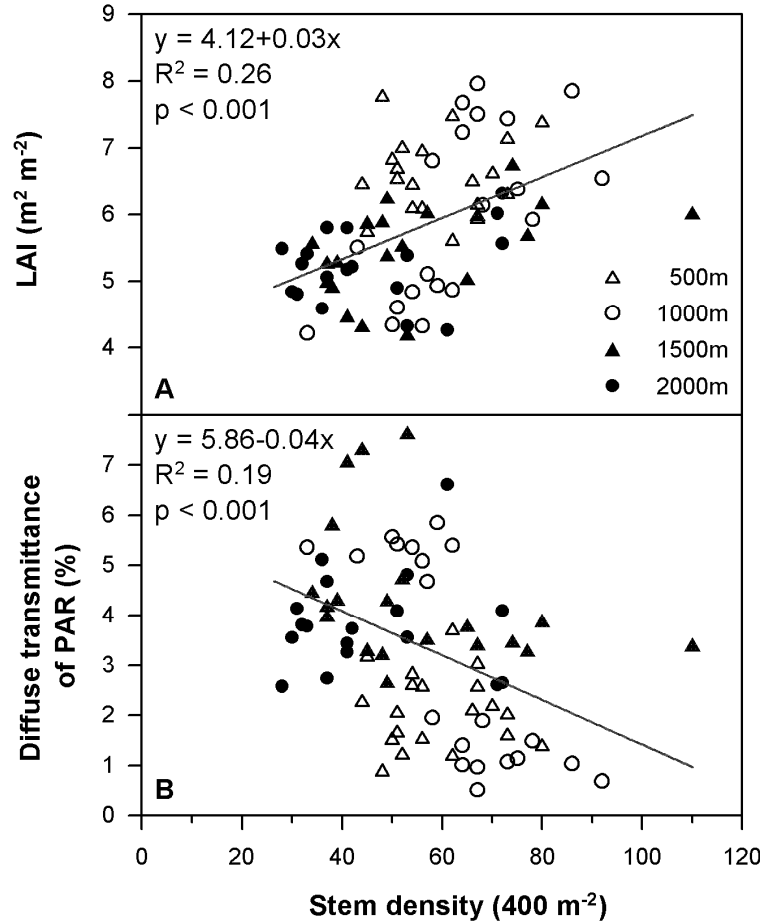 9
8
7
6
5
4
LAI (m² m⁻²)
y = 4.12+0.03x
R² = 0.26
p < 0.001
500m
1000m
1500m
2000m
A
7
6
5
4
3
2
1
0
Diffuse transmittance
of PAR (%)
y = 5.86-0.04x
R² = 0.19
p < 0.001
B
0 20 40 60 80 100 120
Stem density (400 m⁻²)